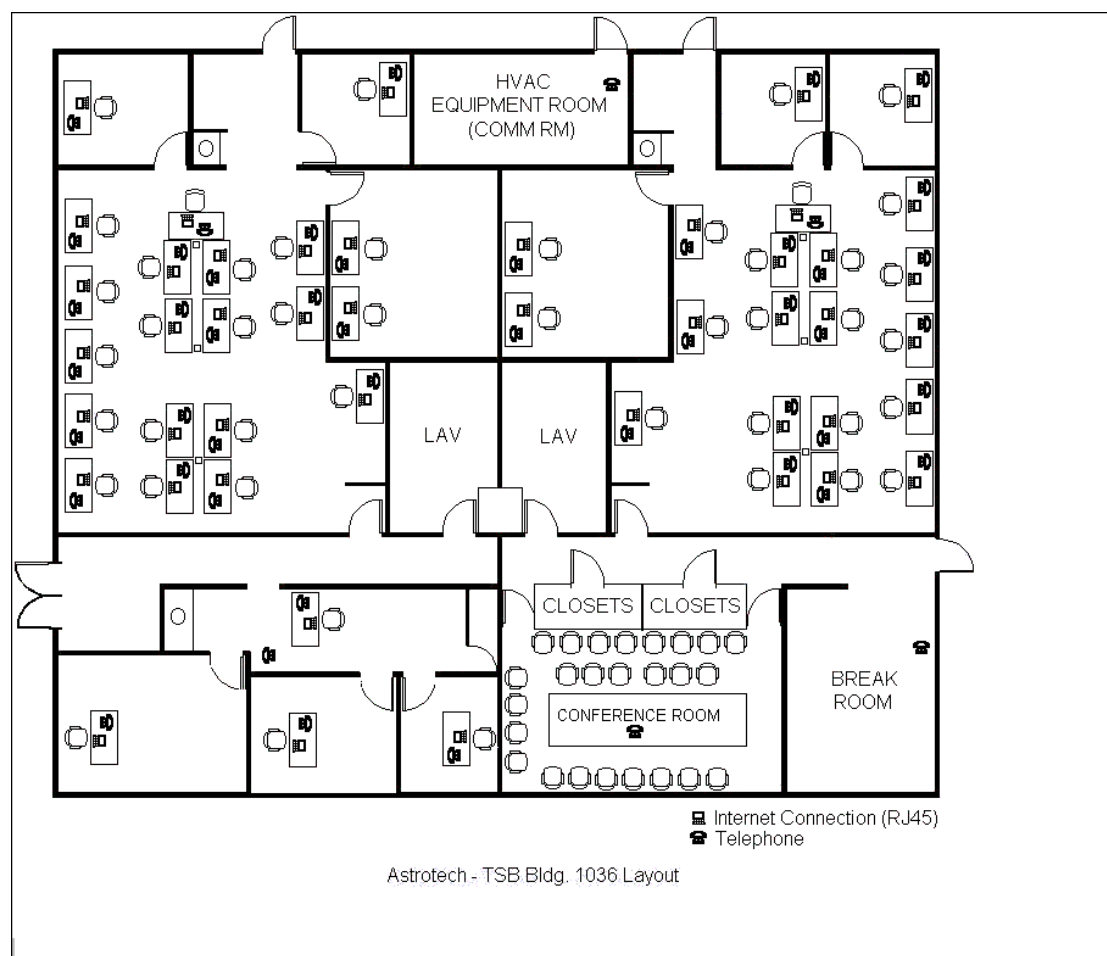 HVAC
EQUIPMENT ROOM
(COMM RM)
LAV
LAV
CLOSETS
CLOSETS
CONFERENCE ROOM
BREAK
ROOM
Internet Connection (RJ45)
Telephone
Astrotech - TSB Bldg. 1036 Layout